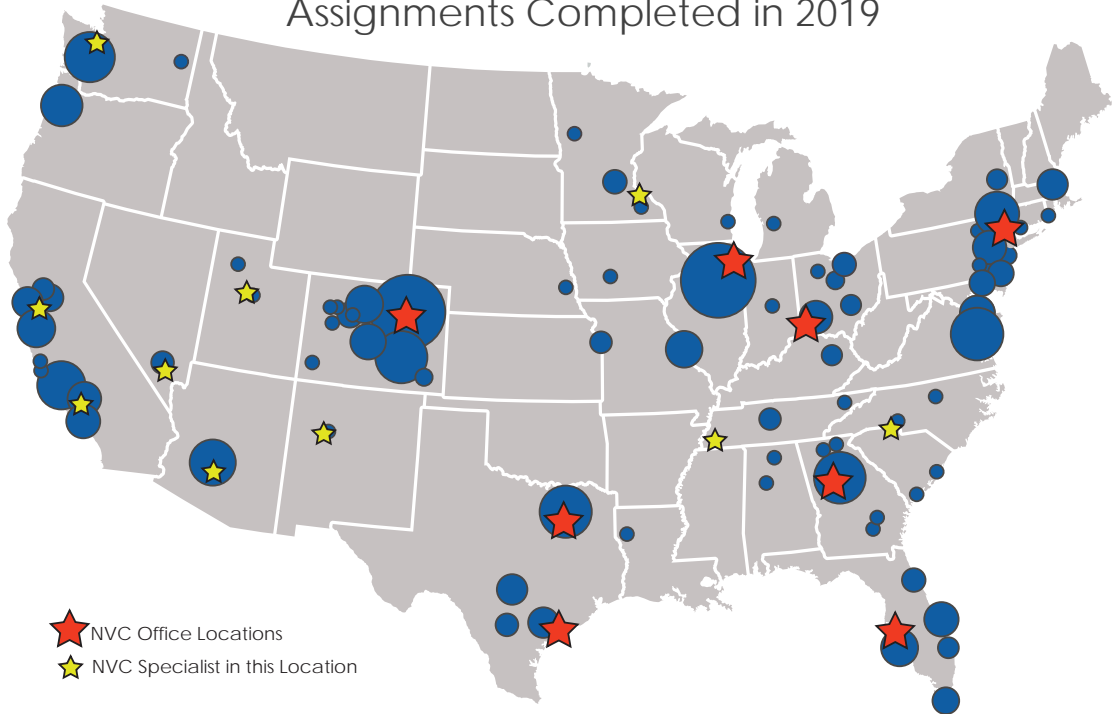 Assignments Completed in 2019
NVC Office Locations
NVC Specialist in this Location